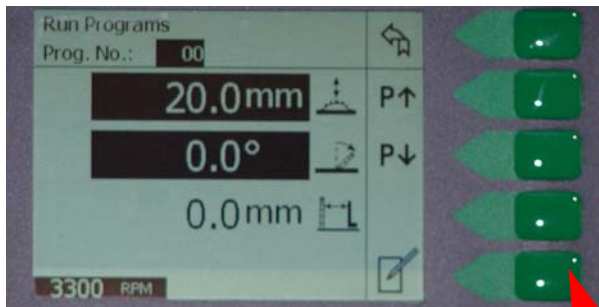 Run Programs
Prog. No.: 00
20.0mm
P↑
0.0°
P↓
0.0mm
3300 RPM